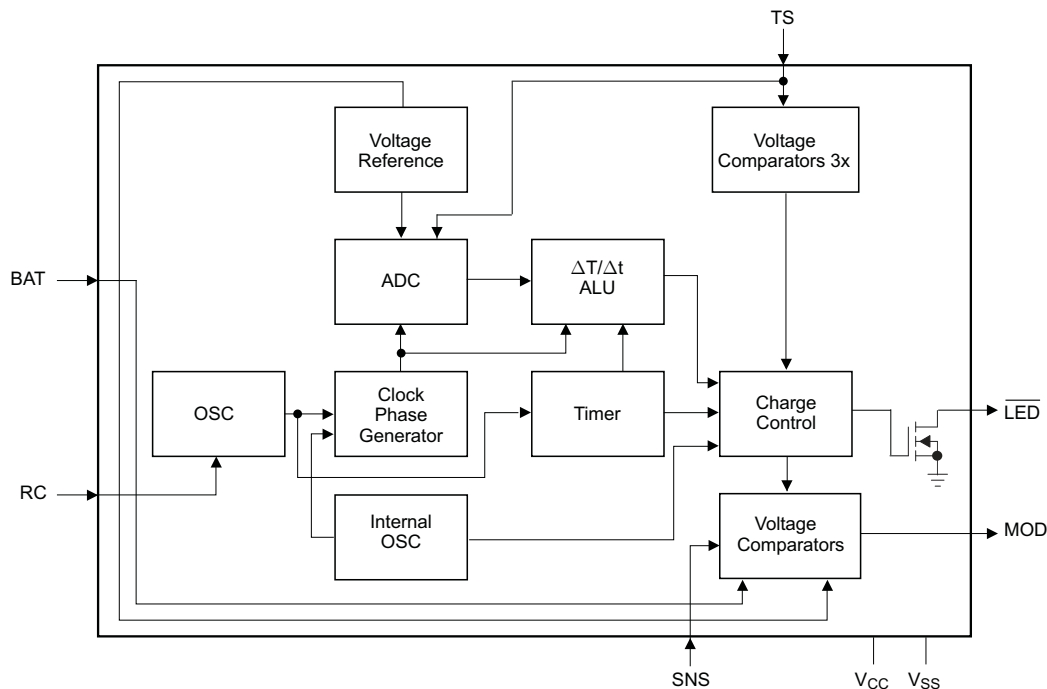 TS
Voltage
Reference
Voltage
Comparators 3x
BAT
ADC
ΔT/Δt
ALU
OSC
Clock
Phase
Generator
Timer
Charge
Control
LED
RC
Internal
OSC
Voltage
Comparators
MOD
SNS
VCC
VSS